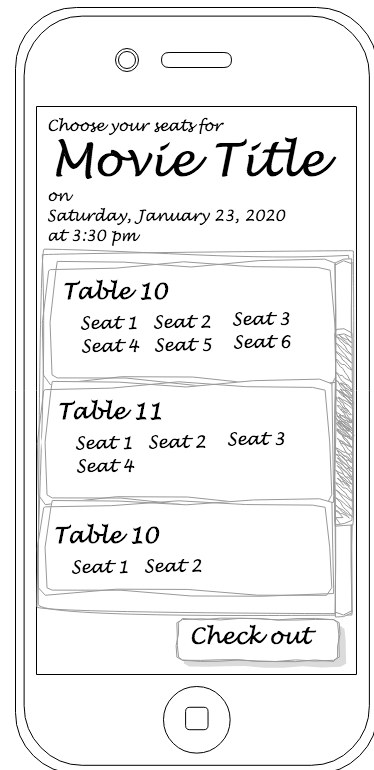 Choose your seats for
Movie Title
on
Saturday, January 23, 2020
at 3:30 pm
Table 10
Seat 1 Seat 2 Seat 3
Seat 4 Seat 5 Seat 6
Table 11
Seat 1 Seat 2 Seat 3
Seat 4
Table 10
Seat 1 Seat 2
Check out